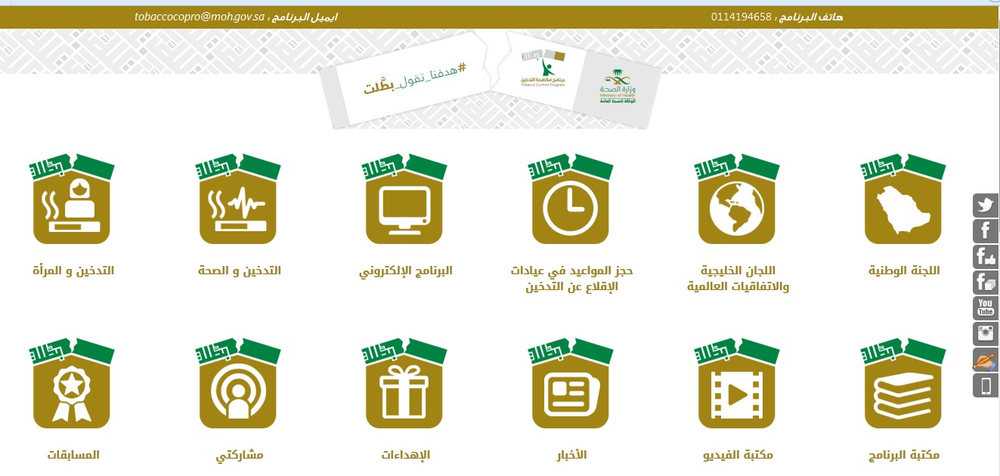 هاتف البرنامج : 0114194658
ايميل البرنامج : tobaccocopro@moh.gov.sa
وزارة الصحة
Ministry of Health
الوكالة للصحة العامة
برنامج مكافحة التدخين
Tobacco Control Program
#هدفنا_تقول_بطَّلت
اللجنة الوطنية
اللجان الخليجية
والاتفاقيات العالمية
حجز المواعيد في عيادات
الإقلاع عن التدخين
البرنامج الإلكتروني
التدخين و الصحة
التدخين و المرأة
مكتبة البرنامج
مكتبة الفيديو
الأخبار
الإهداءات
مشاركتي
المسابقات
You
Tube